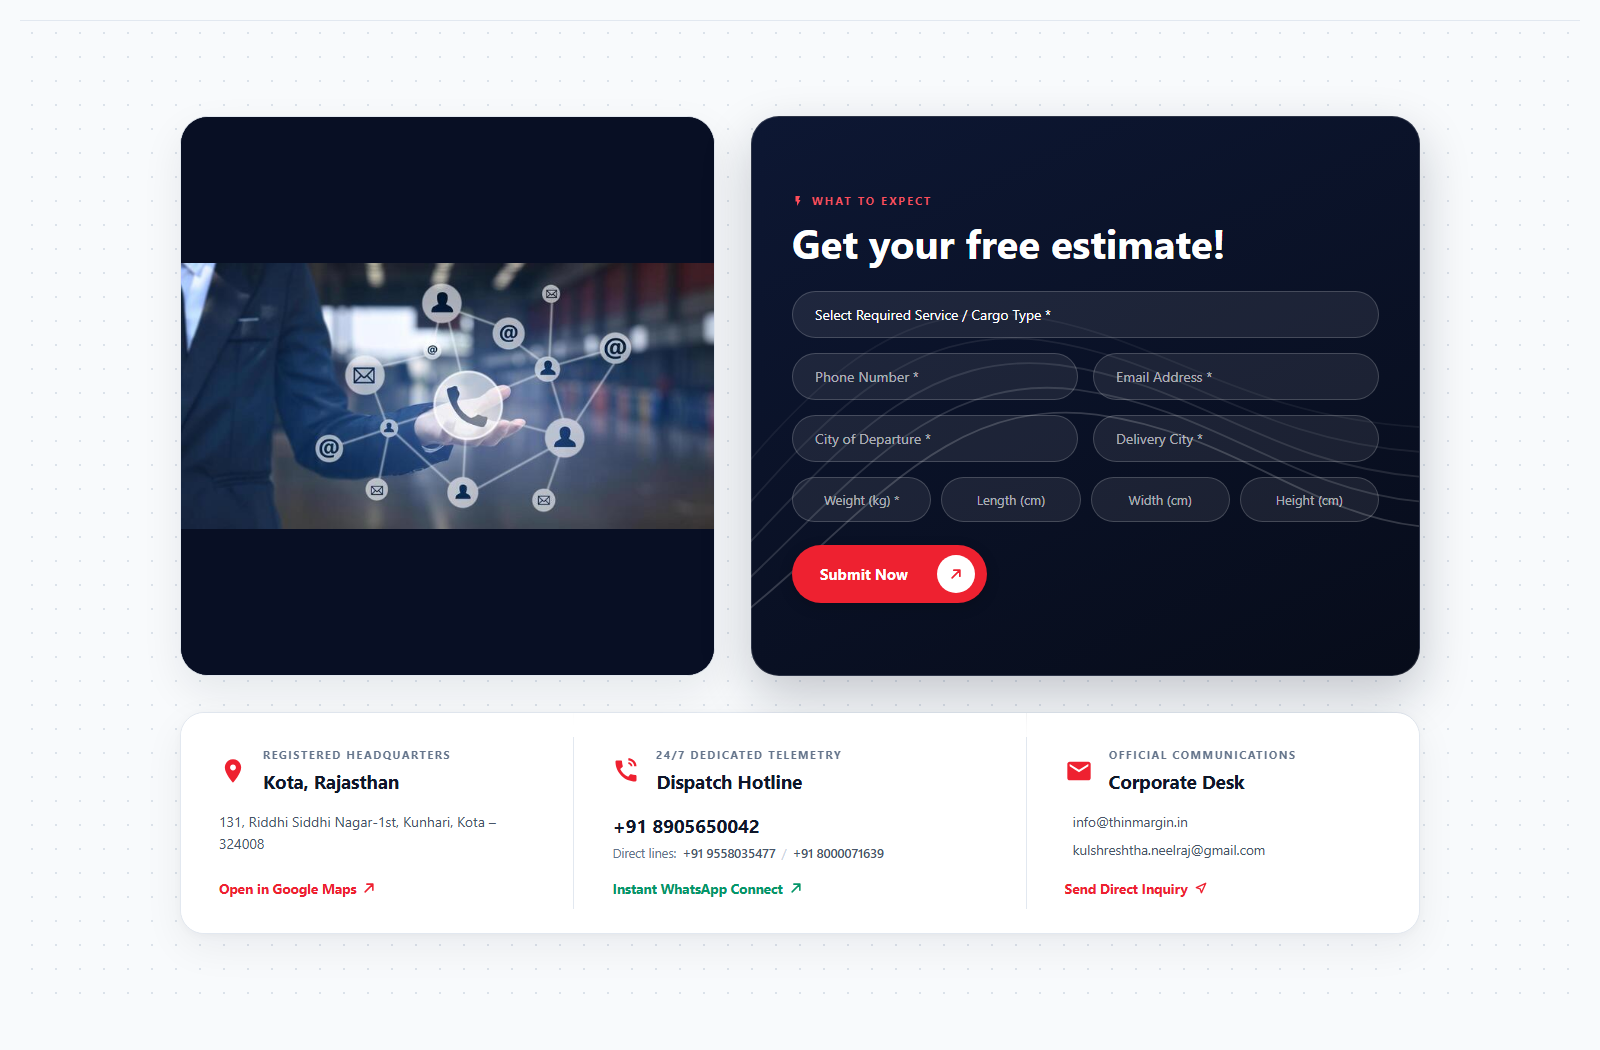 WHAT TO EXPECT
Get your free estimate!
Select Required Service / Cargo Type *
Phone Number *
Email Address *
City of Departure *
Delivery City *
Weight (kg) *
Length (cm)
Width (cm)
Height (cm)
Submit Now
REGISTERED HEADQUARTERS
Kota, Rajasthan
131, Riddhi Siddhi Nagar-1st, Kunhari, Kota –
324008
Open in Google Maps
24/7 DEDICATED TELEMETRY
Dispatch Hotline
+91 8905650042
Direct lines: +91 9558035477 / +91 8000071639
Instant WhatsApp Connect
OFFICIAL COMMUNICATIONS
Corporate Desk
info@thinmargin.in
kulshreshtha.neelraj@gmail.com
Send Direct Inquiry